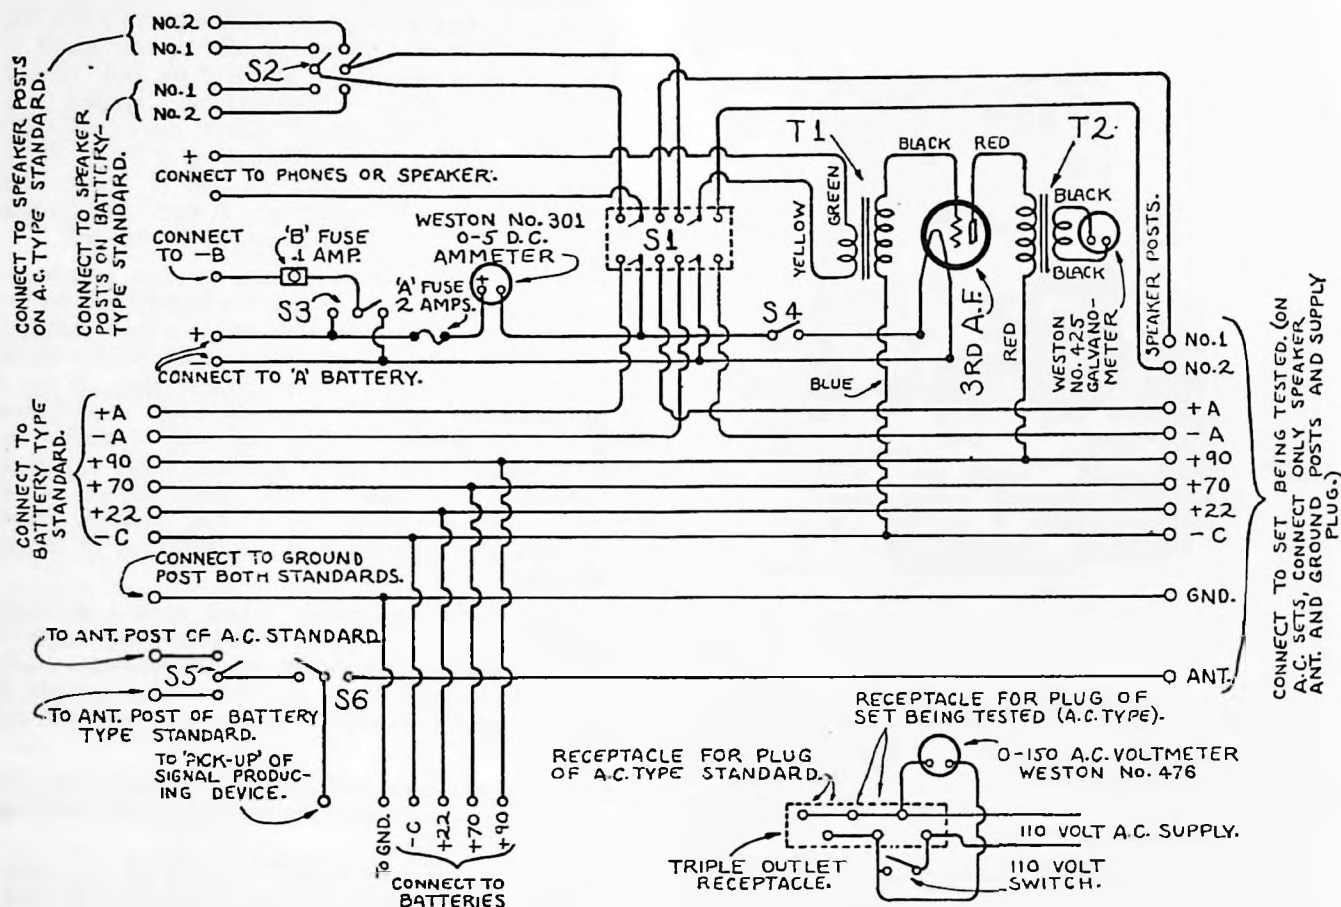 CONNECT TO SPEAKER POSTS
ON A.C. TYPE STANDARD.
CONNECT TO SPEAKER
POSTS ON BATTERY-
TYPE STANDARD.
NO.2
NO.1
S2
NO.1
NO.2
+
CONNECT TO PHONES OR SPEAKER.
-
CONNECT
TO -B
'B' FUSE
.1 AMP.
S3
WESTON No. 301
0-5 D.C.
AMMETER
+
-
'A' FUSE
2 AMPS.
+
-
CONNECT TO 'A' BATTERY.
S1
T1
GREEN
YELLOW
BLACK
RED
T2
BLACK
BLACK
S4
3RD A.F.
RED
BLUE
WESTON
NO. 425
GALVANO-
METER
SPEAKER POSTS.
NO.1
NO.2
CONNECT TO
BATTERY TYPE
STANDARD.
+A
-A
+90
+70
+22
-C
+A
-A
+90
+70
+22
-C
GND.
ANT.
CONNECT TO SET BEING TESTED. (ON
A.C. SETS, CONNECT ONLY SPEAKER
ANT. AND GROUND POSTS AND SUPPLY
PLUG.)
CONNECT TO GROUND
POST BOTH STANDARDS.
TO ANT. POST OF A.C. STANDARD
S5
S6
TO ANT. POST OF BATTERY
TYPE STANDARD.
TO 'PICK-UP' OF
SIGNAL PRODUC-
ING DEVICE.
TO GND.
-C
+22
+70
+90
CONNECT TO
BATTERIES
RECEPTACLE FOR PLUG OF
SET BEING TESTED (A.C. TYPE).
RECEPTACLE FOR PLUG
OF A.C. TYPE STANDARD.
0-150 A.C. VOLTMETER
WESTON No. 476
110 VOLT A.C. SUPPLY.
TRIPLE OUTLET
RECEPTACLE.
110 VOLT
SWITCH.